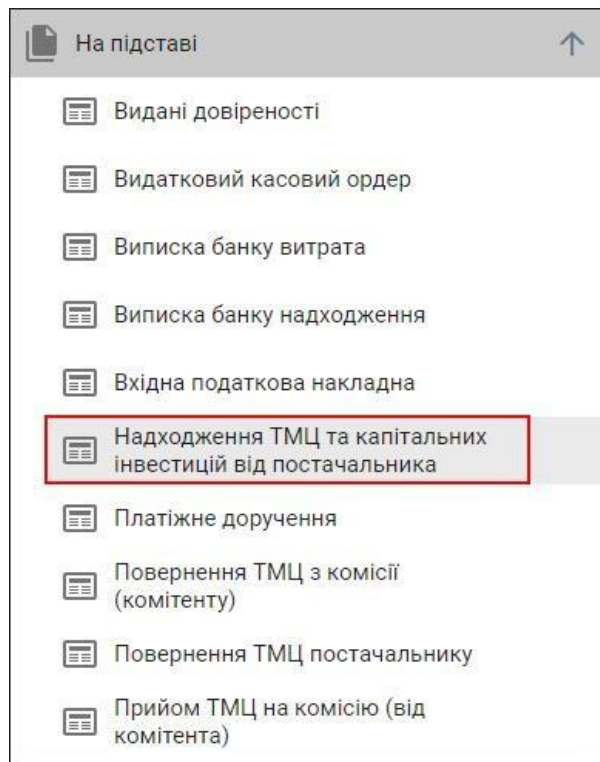 На підставі
Видані довіреності
Видатковий касовий ордер
Виписка банку витрата
Виписка банку надходження
Вхідна податкова накладна
Надходження ТМЦ та капітальних
інвестицій від постачальника
Платіжне доручення
Повернення ТМЦ з комісії
(комітенту)
Повернення ТМЦ постачальнику
Прийом ТМЦ на комісію (від
комітента)